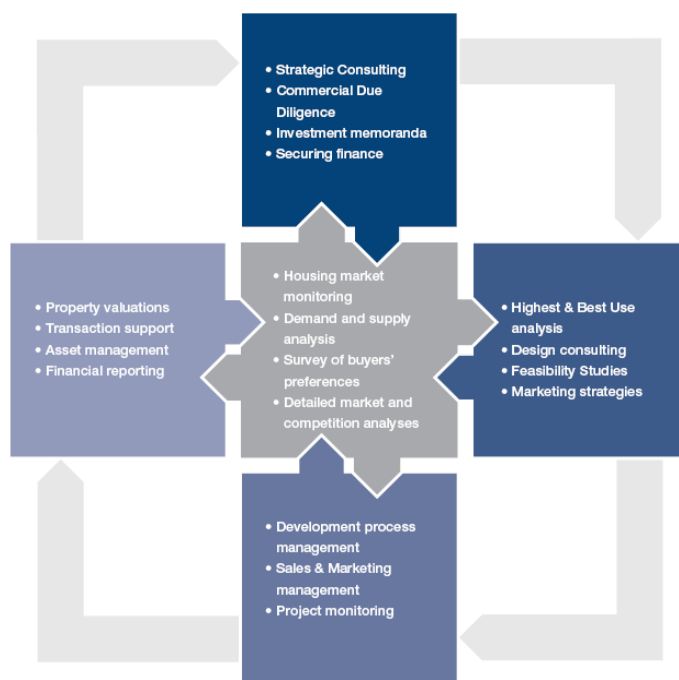 • Strategic Consulting
• Commercial Due
Diligence
• Investment memoranda
• Securing finance
• Property valuations
• Transaction support
• Asset management
• Financial reporting
• Housing market
monitoring
• Demand and supply
analysis
• Survey of buyers’
preferences
• Detailed market and
competition analyses
• Highest & Best Use
analysis
• Design consulting
• Feasibility Studies
• Marketing strategies
• Development process
management
• Sales & Marketing
management
• Project monitoring